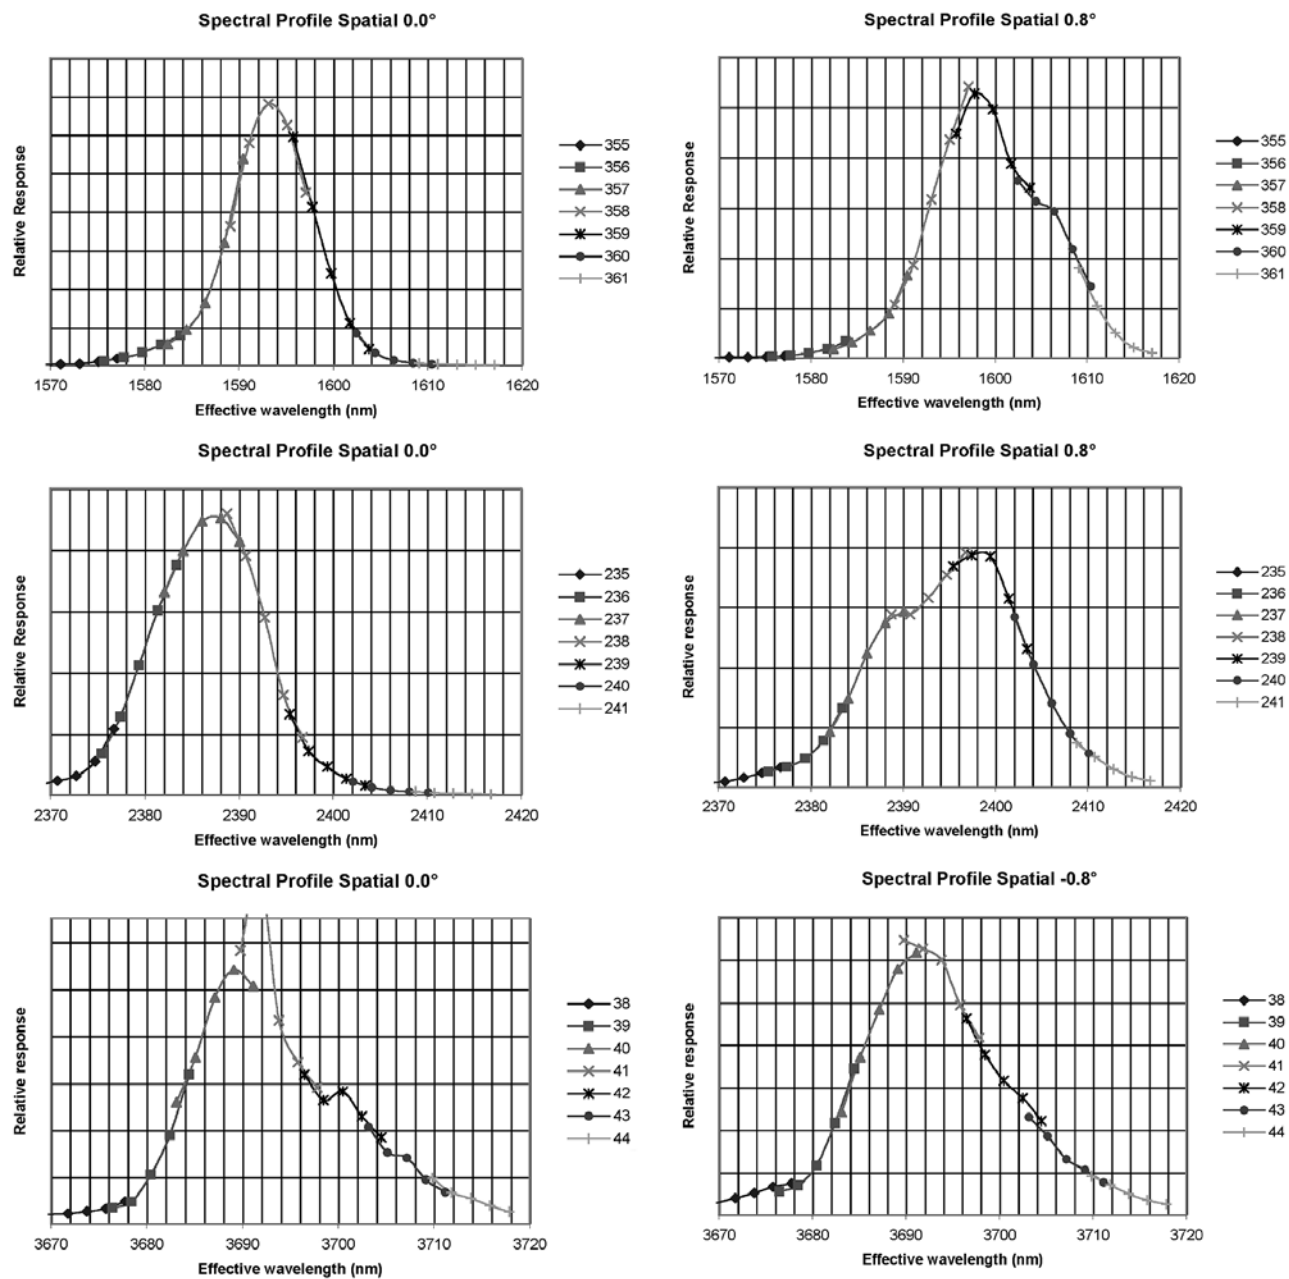 Spectral Profile Spatial 0.0°
Relative Response
355
356
357
358
359
360
361
1570 1580 1590 1600 1610 1620
Effective wavelength (nm)
Spectral Profile Spatial 0.8°
Relative Response
355
356
357
358
359
360
361
1570 1580 1590 1600 1610 1620
Effective wavelength (nm)
Spectral Profile Spatial 0.0°
Relative Response
235
236
237
238
239
240
241
2370 2380 2390 2400 2410 2420
Effective wavelength (nm)
Spectral Profile Spatial 0.8°
Relative response
235
236
237
238
239
240
241
2370 2380 2390 2400 2410 2420
Effective wavelength (nm)
Spectral Profile Spatial 0.0°
Relative response
38
39
40
41
42
43
44
3670 3680 3690 3700 3710 3720
Effective wavelength (nm)
Spectral Profile Spatial -0.8°
Relative response
38
39
40
41
42
43
44
3670 3680 3690 3700 3710 3720
Effective wavelength (nm)